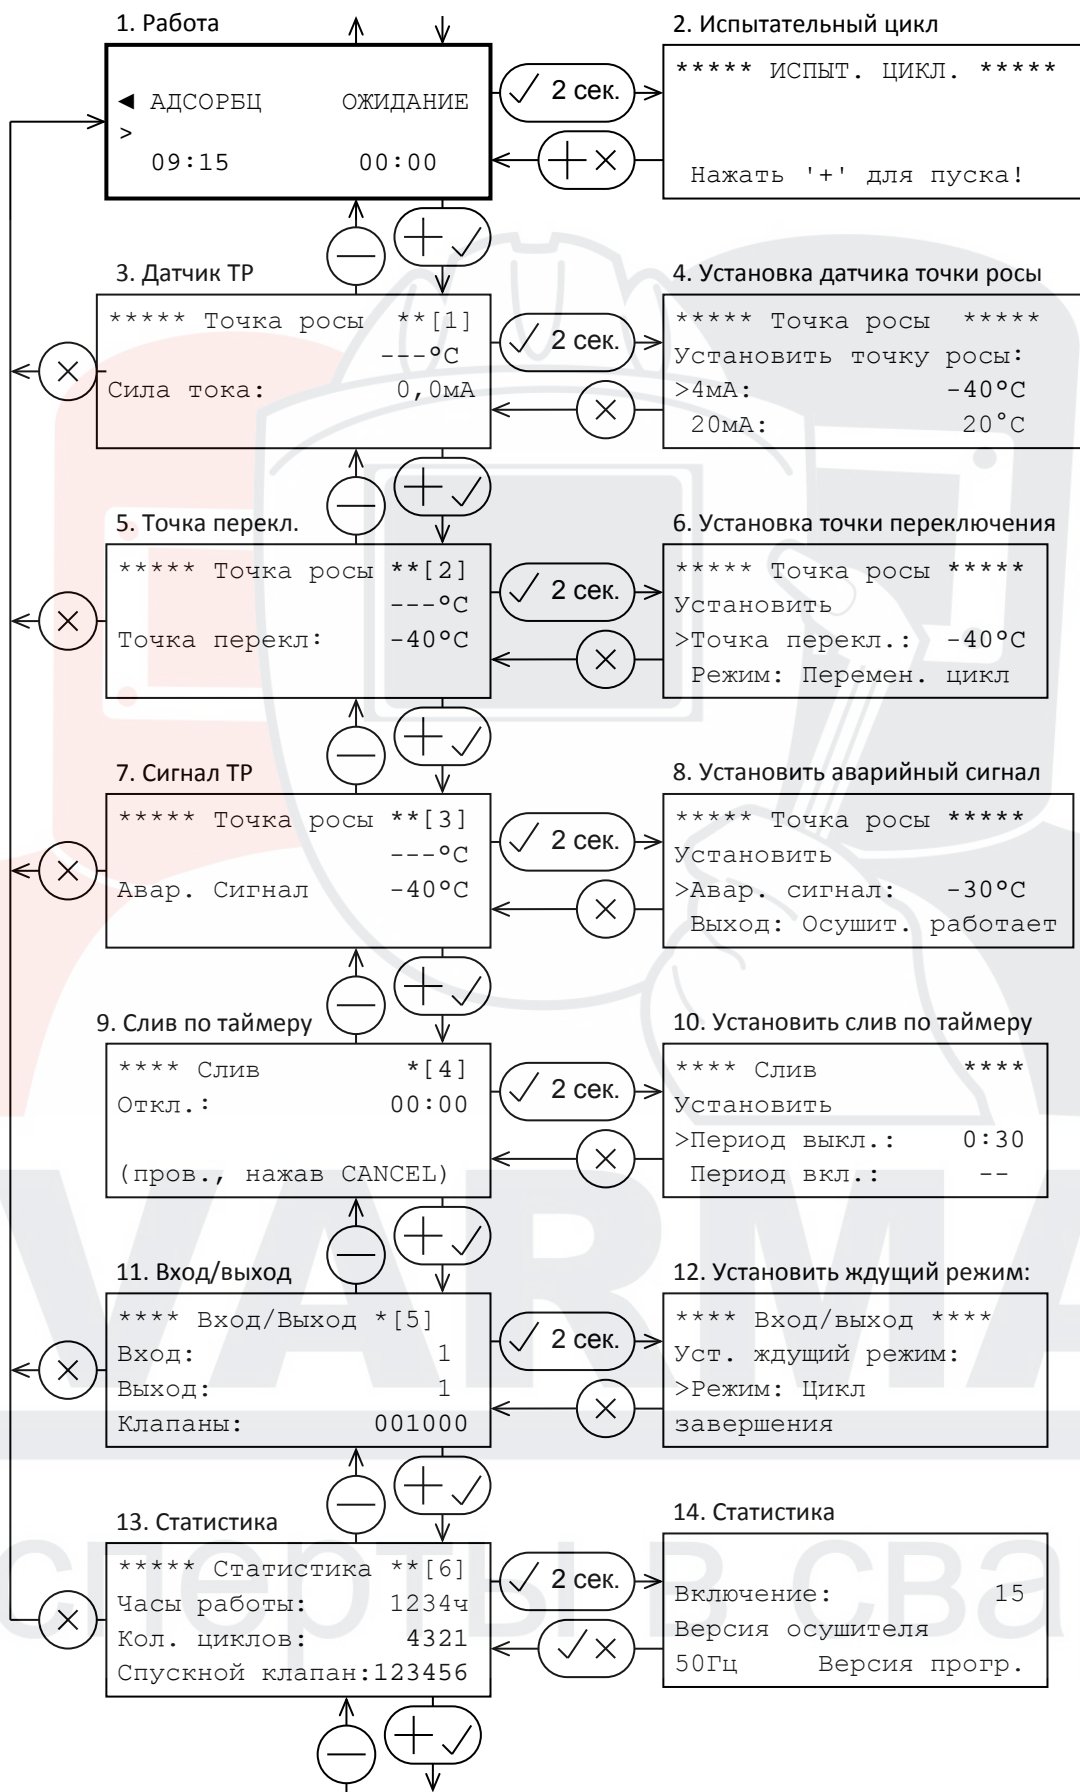 1. Работа
◄ АДСОРБЦ ОЖИДАНИЕ
>
09:15 00:00
✓ 2 сек.
+ ×
2. Испытательный цикл
***** ИСПЫТ. ЦИКЛ. *****
Нажать '+' для пуска!
− + ✓
3. Датчик ТР
***** Точка росы **[1]
---°C
Сила тока: 0,0мА
×
✓ 2 сек.
×
4. Установка датчика точки росы
***** Точка росы *****
Установить точку росы:
>4мА: -40°C
20мА: 20°C
− + ✓
5. Точка перекл.
***** Точка росы **[2]
---°C
Точка перекл: -40°C
×
✓ 2 сек.
×
6. Установка точки переключения
***** Точка росы *****
Установить
>Точка перекл.: -40°C
Режим: Перемен. цикл
− + ✓
7. Сигнал ТР
***** Точка росы **[3]
---°C
Авар. Сигнал -40°C
×
✓ 2 сек.
×
8. Установить аварийный сигнал
***** Точка росы *****
Установить
>Авар. сигнал: -30°C
Выход: Осушит. работает
− + ✓
9. Слив по таймеру
**** Слив *[4]
Откл.: 00:00
(пров., нажав CANCEL)
✓ 2 сек.
×
10. Установить слив по таймеру
**** Слив ****
Установить
>Период выкл.: 0:30
Период вкл.: --
− + ✓
11. Вход/выход
**** Вход/Выход *[5]
Вход: 1
Выход: 1
Клапаны: 001000
×
✓ 2 сек.
×
12. Установить ждущий режим:
**** Вход/выход ****
Уст. ждущий режим:
>Режим: Цикл
завершения
− + ✓
13. Статистика
***** Статистика **[6]
Часы работы: 1234ч
Кол. циклов: 4321
Спускной клапан:123456
×
✓ 2 сек.
✓ ×
14. Статистика
Включение: 15
Версия осушителя
50Гц Версия прогр.
− + ✓
VARMA
сперты в сва